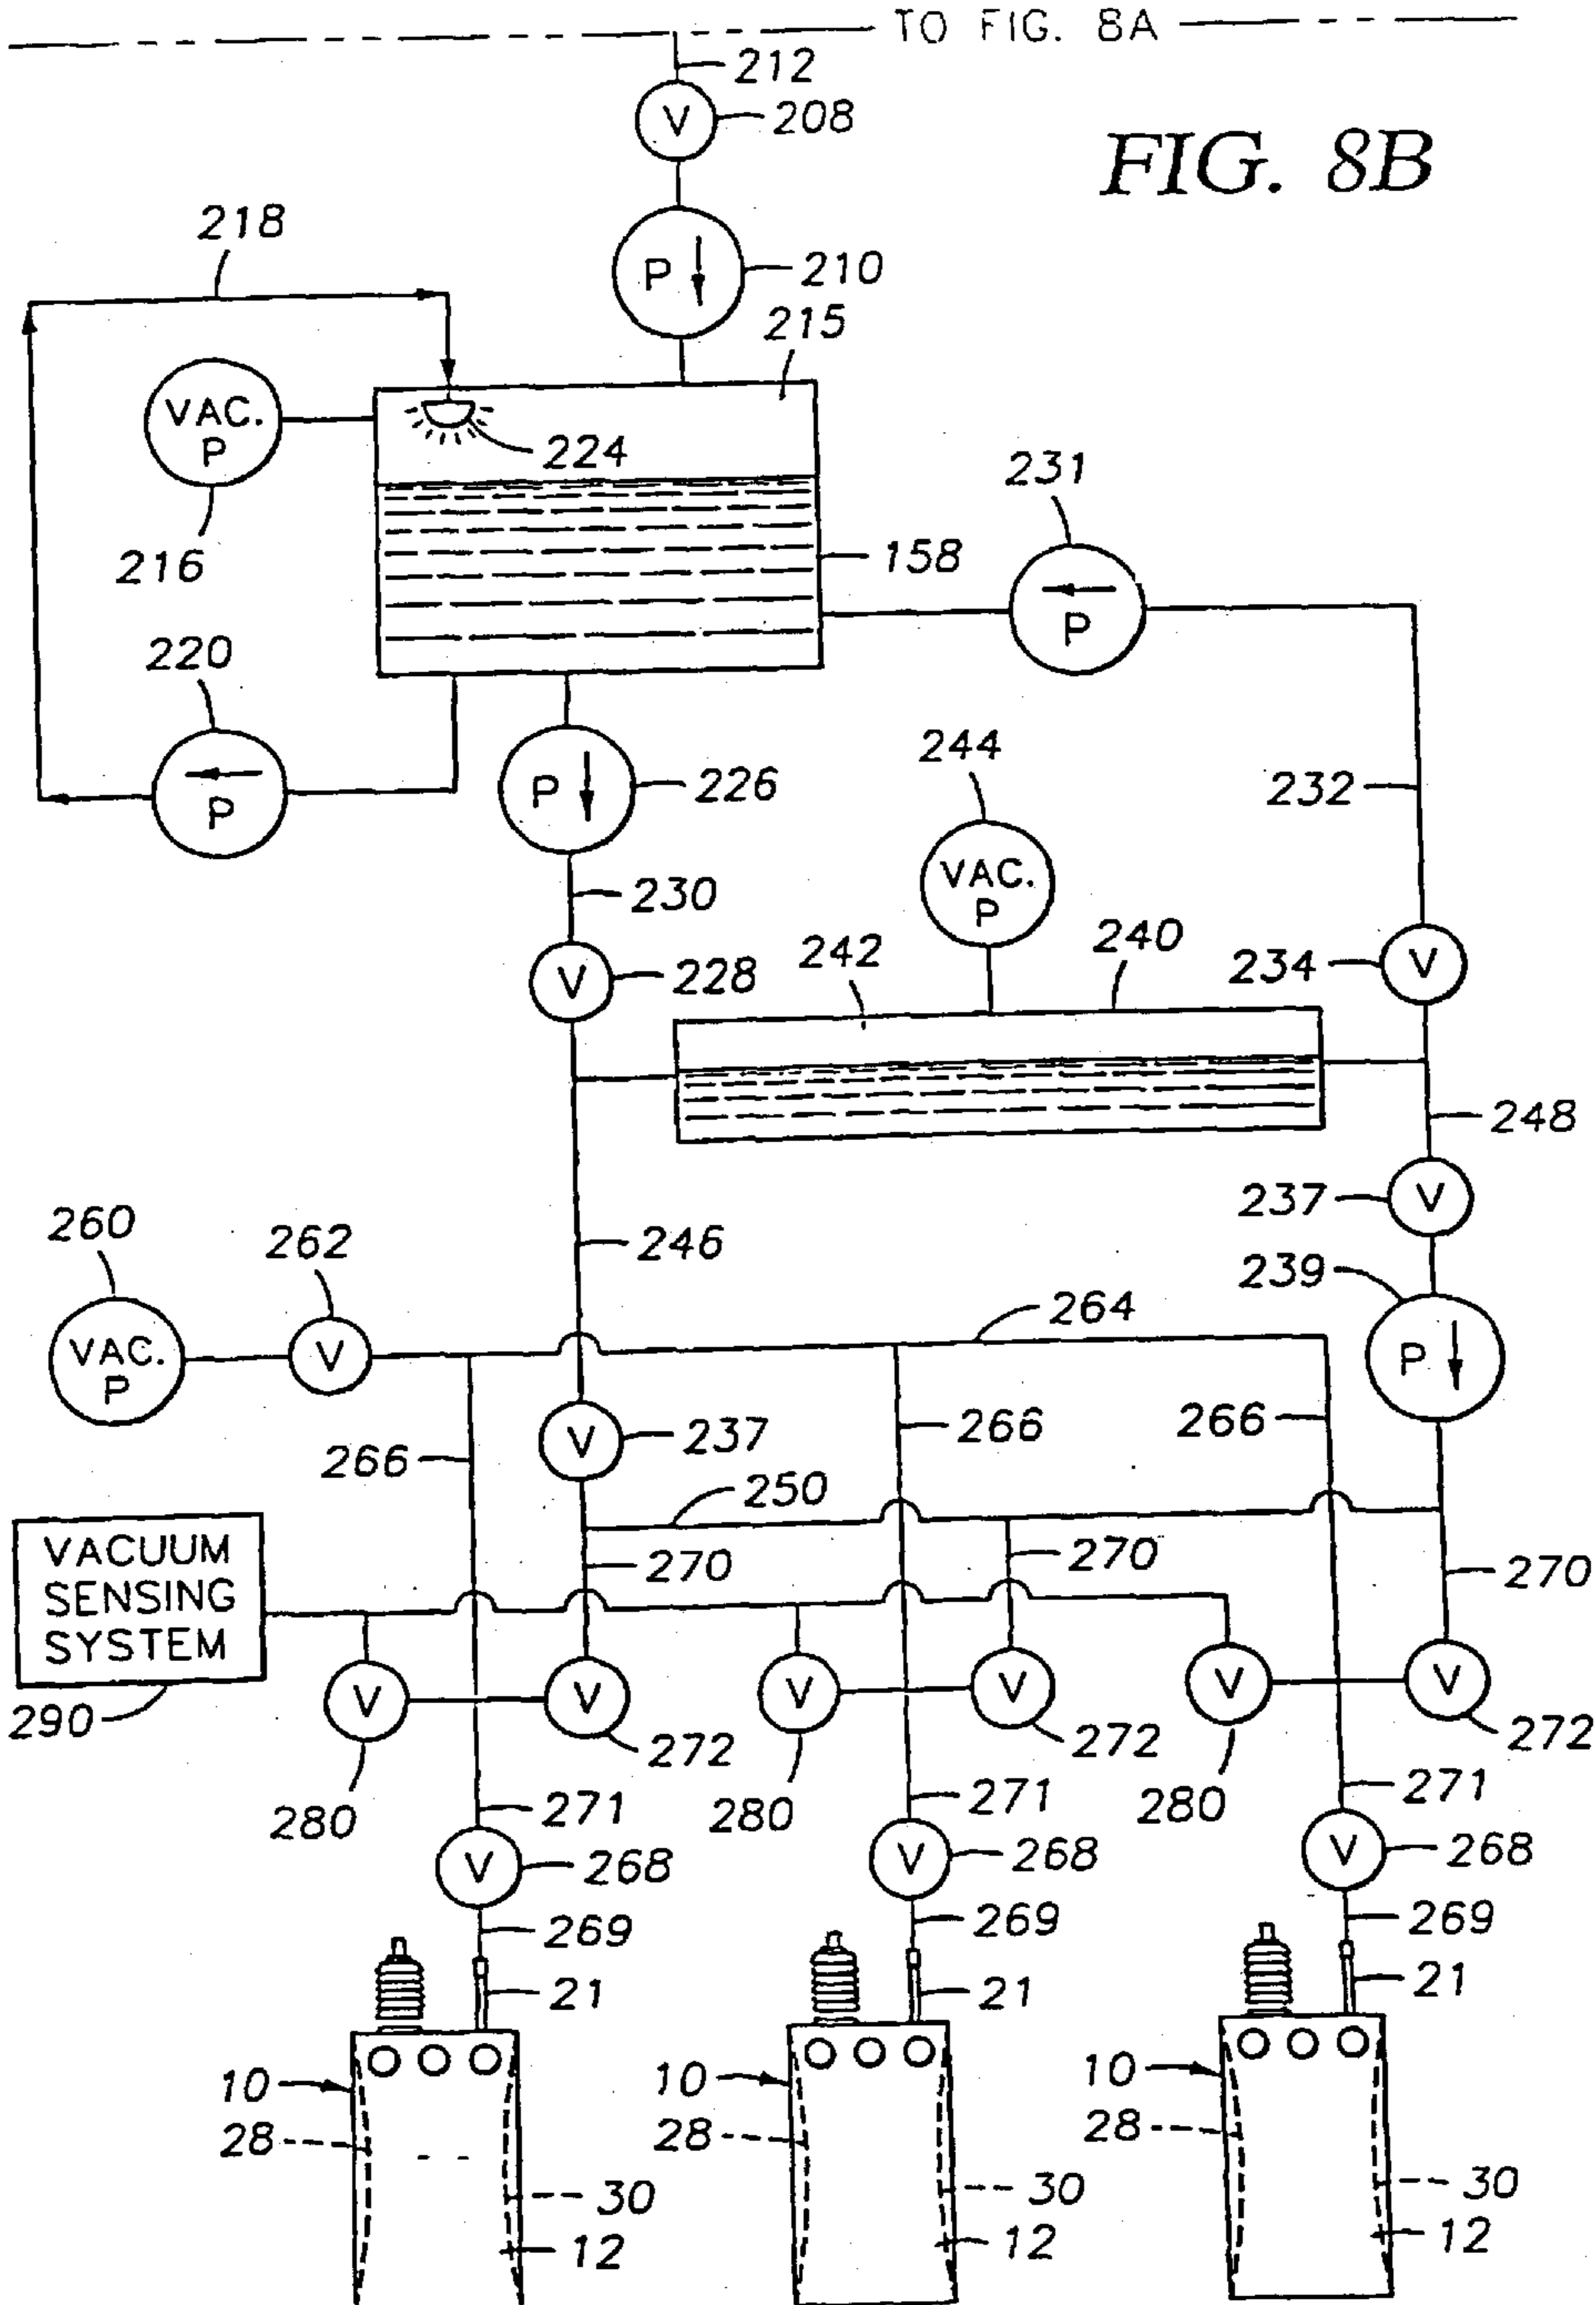 TO FIG. 8A
212
V
208
FIG. 8B
218
P
210
215
VAC.
P
224
216
231
158
P
220
P
P
226
244
232
230
VAC.
P
242
240
V
228
234
V
248
237
V
246
260
262
239
264
VAC.
P
V
P
V
237
266
266
266
250
VACUUM
SENSING
SYSTEM
270
270
270
290
V
V
V
V
V
V
272
272
272
280
280
280
271
271
271
V
268
V
268
V
268
269
269
269
21
21
21
10
10
10
28
28
28
30
30
30
12
12
12